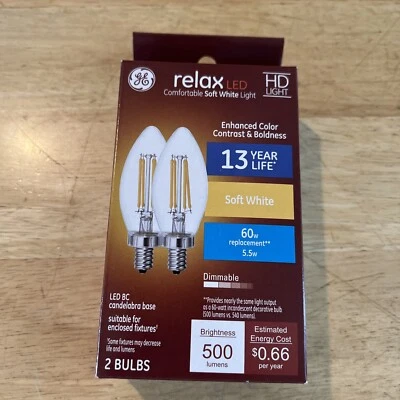 GE
relax LED
Comfortable Soft White Light
HD
LIGHT
Enhanced Color
Contrast & Boldness
13 YEAR
LIFE*
Soft White
60w
replacement**
5.5w
Dimmable
**Provides nearly the same light output
as a 60-watt incandescent decorative bulb
(500 lumens vs. 540 lumens).
LED BC
candelabra base
suitable for
enclosed fixtures†
†Some fixtures may decrease
life and lumens
2 BULBS
Brightness
500
lumens
Estimated
Energy Cost
$0.66
per year